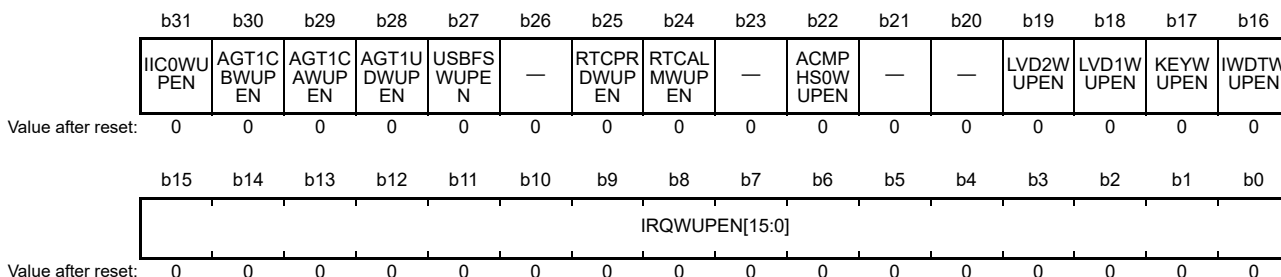 b31 b30 b29 b28 b27 b26 b25 b24 b23 b22 b21 b20 b19 b18 b17 b16
IIC0WU AGT1C AGT1C AGT1U USBFS — RTCPR RTCAL — ACMP — — LVD2W LVD1W KEYW IWDTW
PEN BWUP AWUP DWUP WUPE DWUP MWUP HS0W UPEN UPEN UPEN UPEN
EN EN EN N EN EN UPEN
Value after reset: 0 0 0 0 0 0 0 0 0 0 0 0 0 0 0 0
b15 b14 b13 b12 b11 b10 b9 b8 b7 b6 b5 b4 b3 b2 b1 b0
IRQWUPEN[15:0]
Value after reset: 0 0 0 0 0 0 0 0 0 0 0 0 0 0 0 0